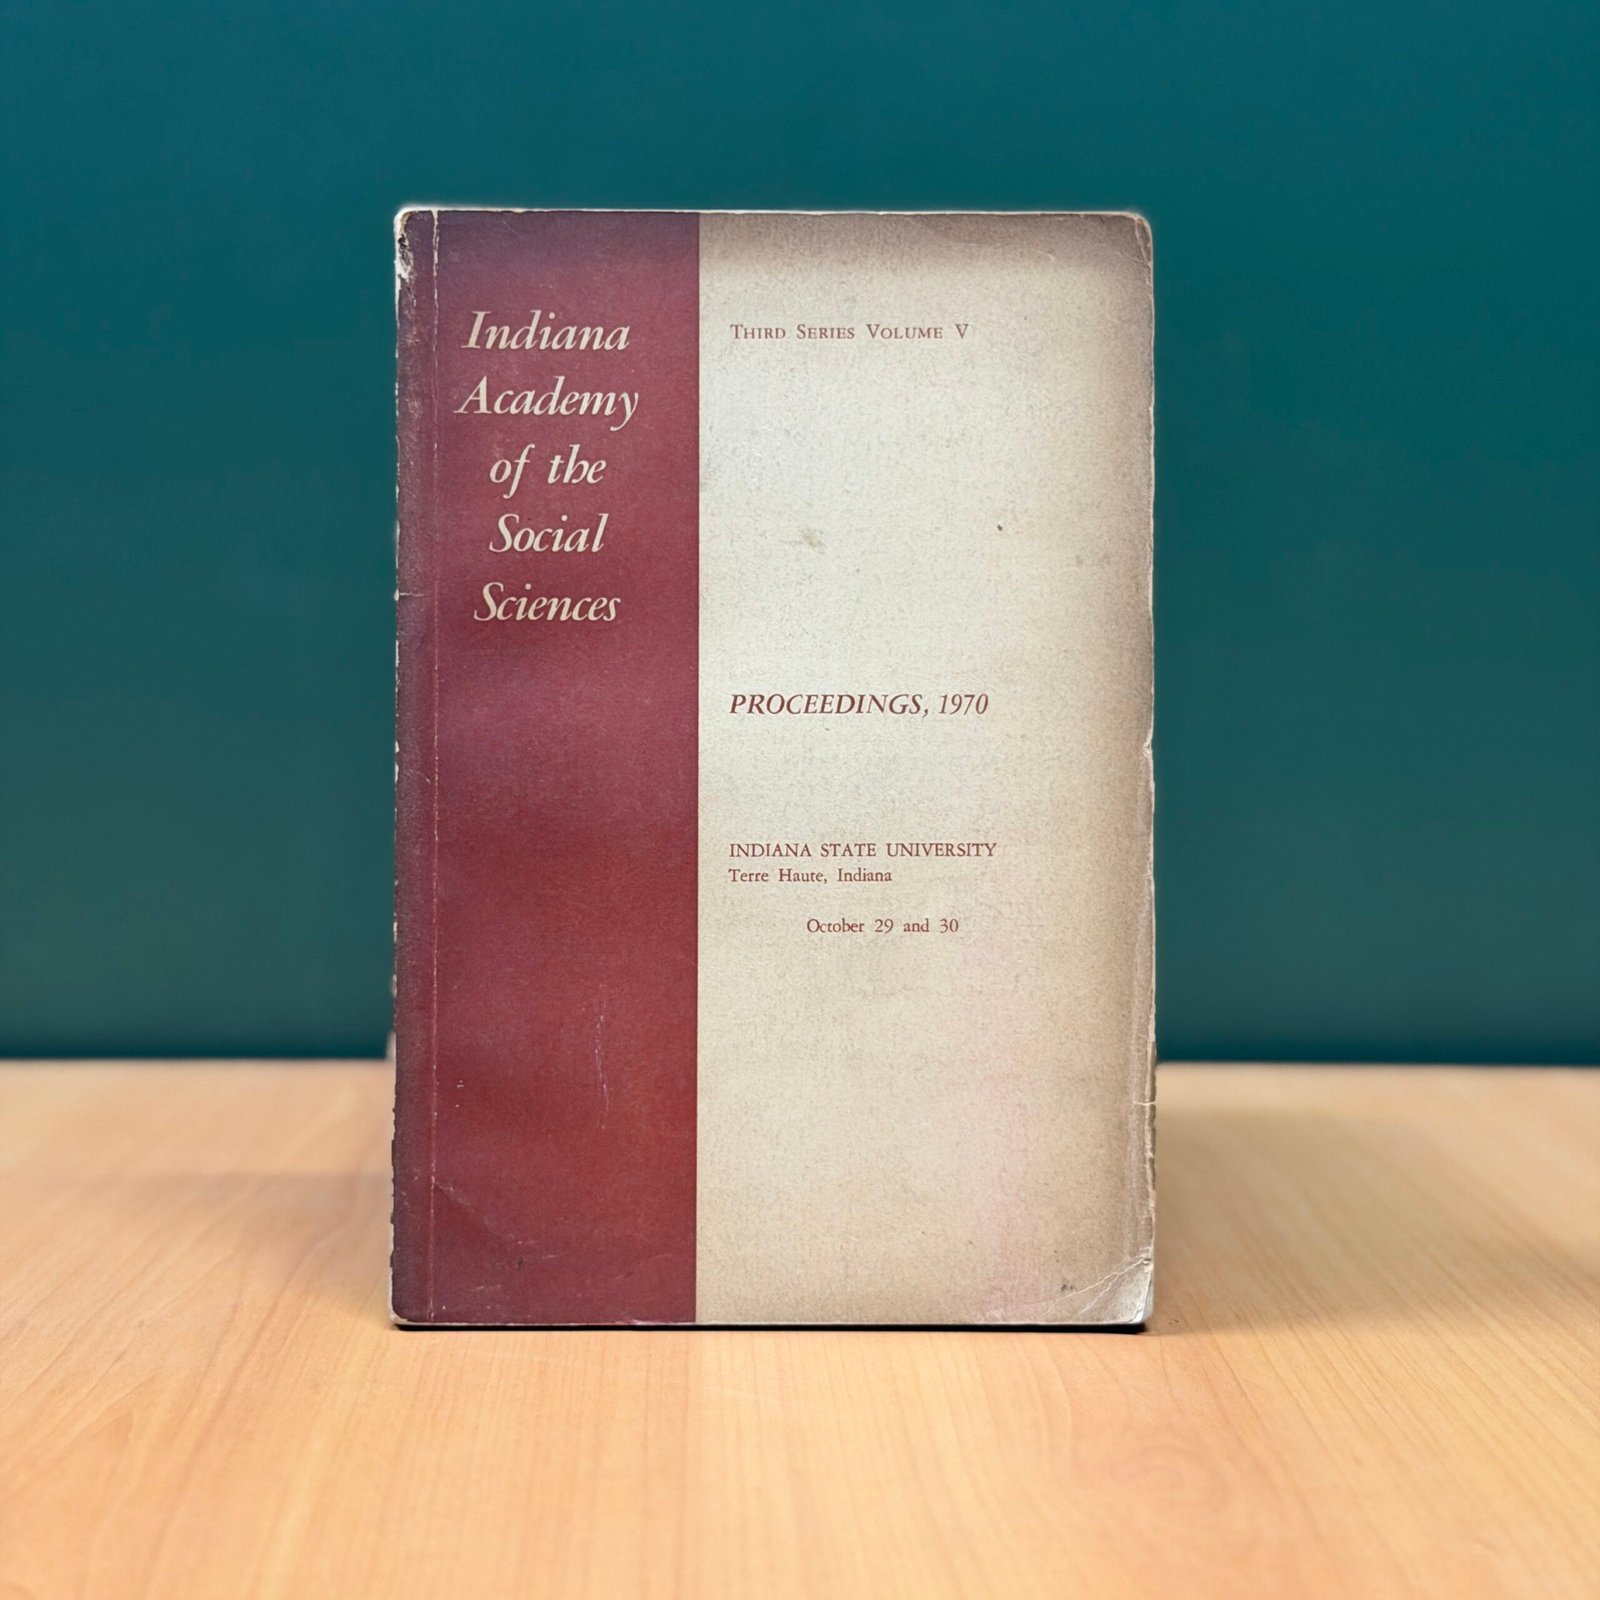 Indiana
Academy
of the
Social
Sciences
THIRD SERIES VOLUME V
PROCEEDINGS, 1970
INDIANA STATE UNIVERSITY
Terre Haute, Indiana
October 29 and 30